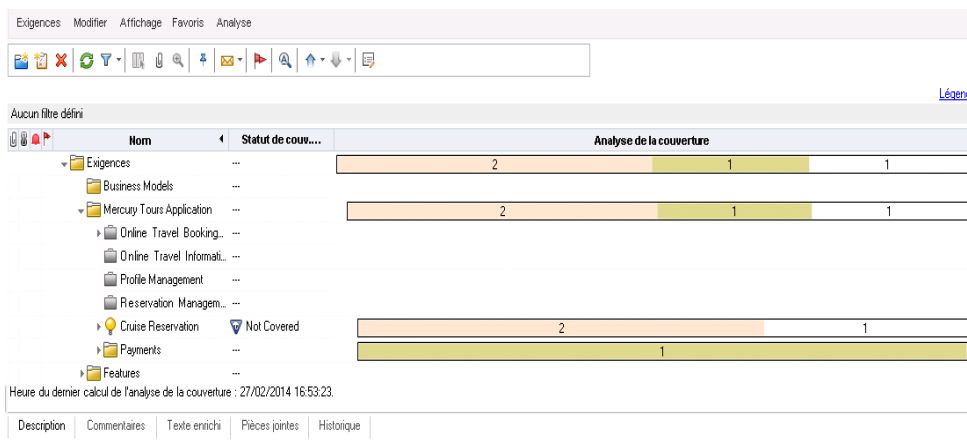 Exigences Modifier Affichage Favoris Analyse
Légen
Aucun filtre défini
Nom Statut de couv.... Analyse de la couverture
Exigences --- 2 1 1
Business Models ---
Mercury Tours Application --- 2 1 1
Online Travel Booking... ---
Online Travel Informati... ---
Profile Management ---
Reservation Managem... ---
Cruise Reservation Not Covered 2 1
Payments --- 1
Features ---
Heure du dernier calcul de l'analyse de la couverture : 27/02/2014 16:53:23.
Description Commentaires Texte enrichi Pièces jointes Historique